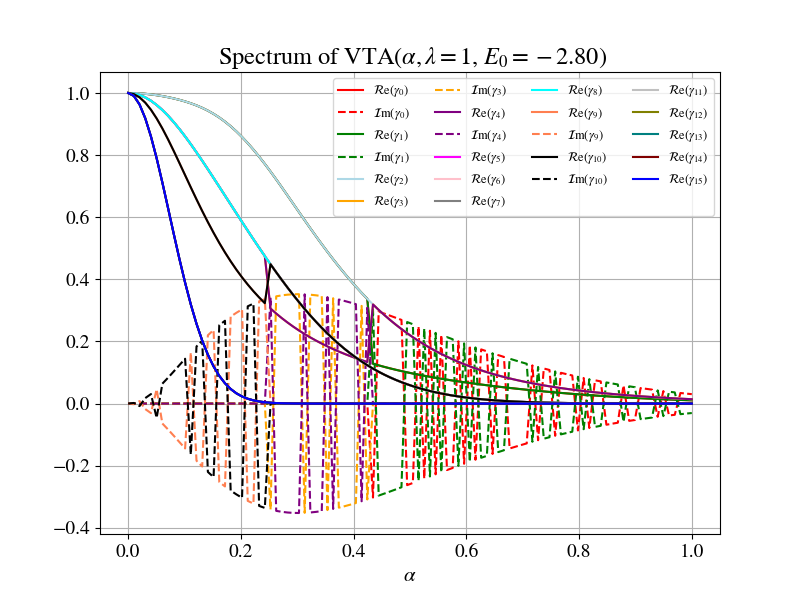 Spectrum of VTA(α, λ = 1, E₀ = −2.80)
ℛe(γ₀) ℐm(γ₃) ℛe(γ₈) ℛe(γ₁₁)
ℐm(γ₀) ℛe(γ₄) ℛe(γ₉) ℛe(γ₁₂)
ℛe(γ₁) ℐm(γ₄) ℐm(γ₉) ℛe(γ₁₃)
ℐm(γ₁) ℛe(γ₅) ℛe(γ₁₀) ℛe(γ₁₄)
ℛe(γ₂) ℛe(γ₆) ℐm(γ₁₀) ℛe(γ₁₅)
ℛe(γ₃) ℛe(γ₇)
1.0
0.8
0.6
0.4
0.2
0.0
−0.2
−0.4
0.0 0.2 0.4 0.6 0.8 1.0
α